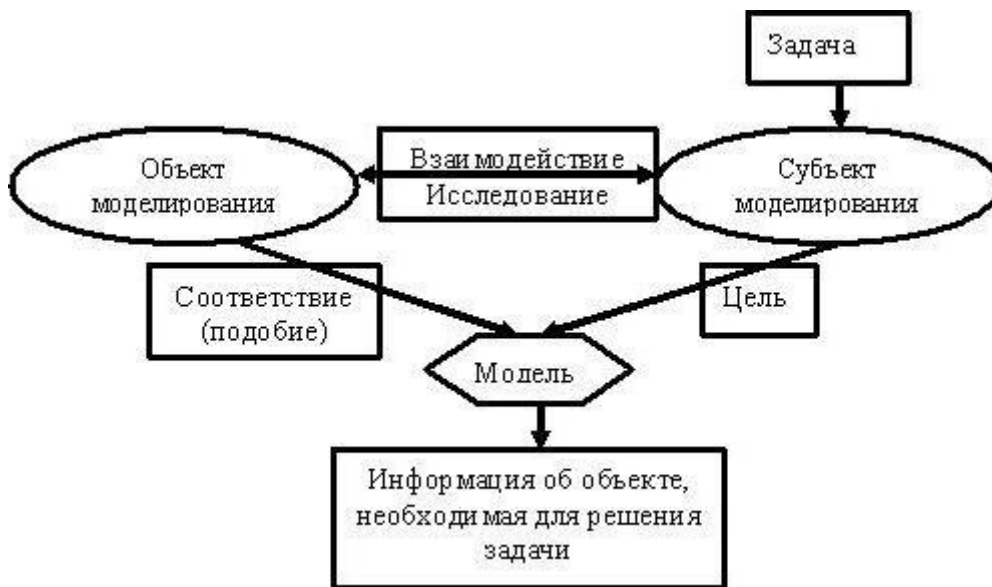 Задача
Взаимодействие
Исследование
Объект
моделирования
Субъект
моделирования
Соответствие
(подобие)
Цель
Модель
Информация об объекте,
необходимая для решения
задачи